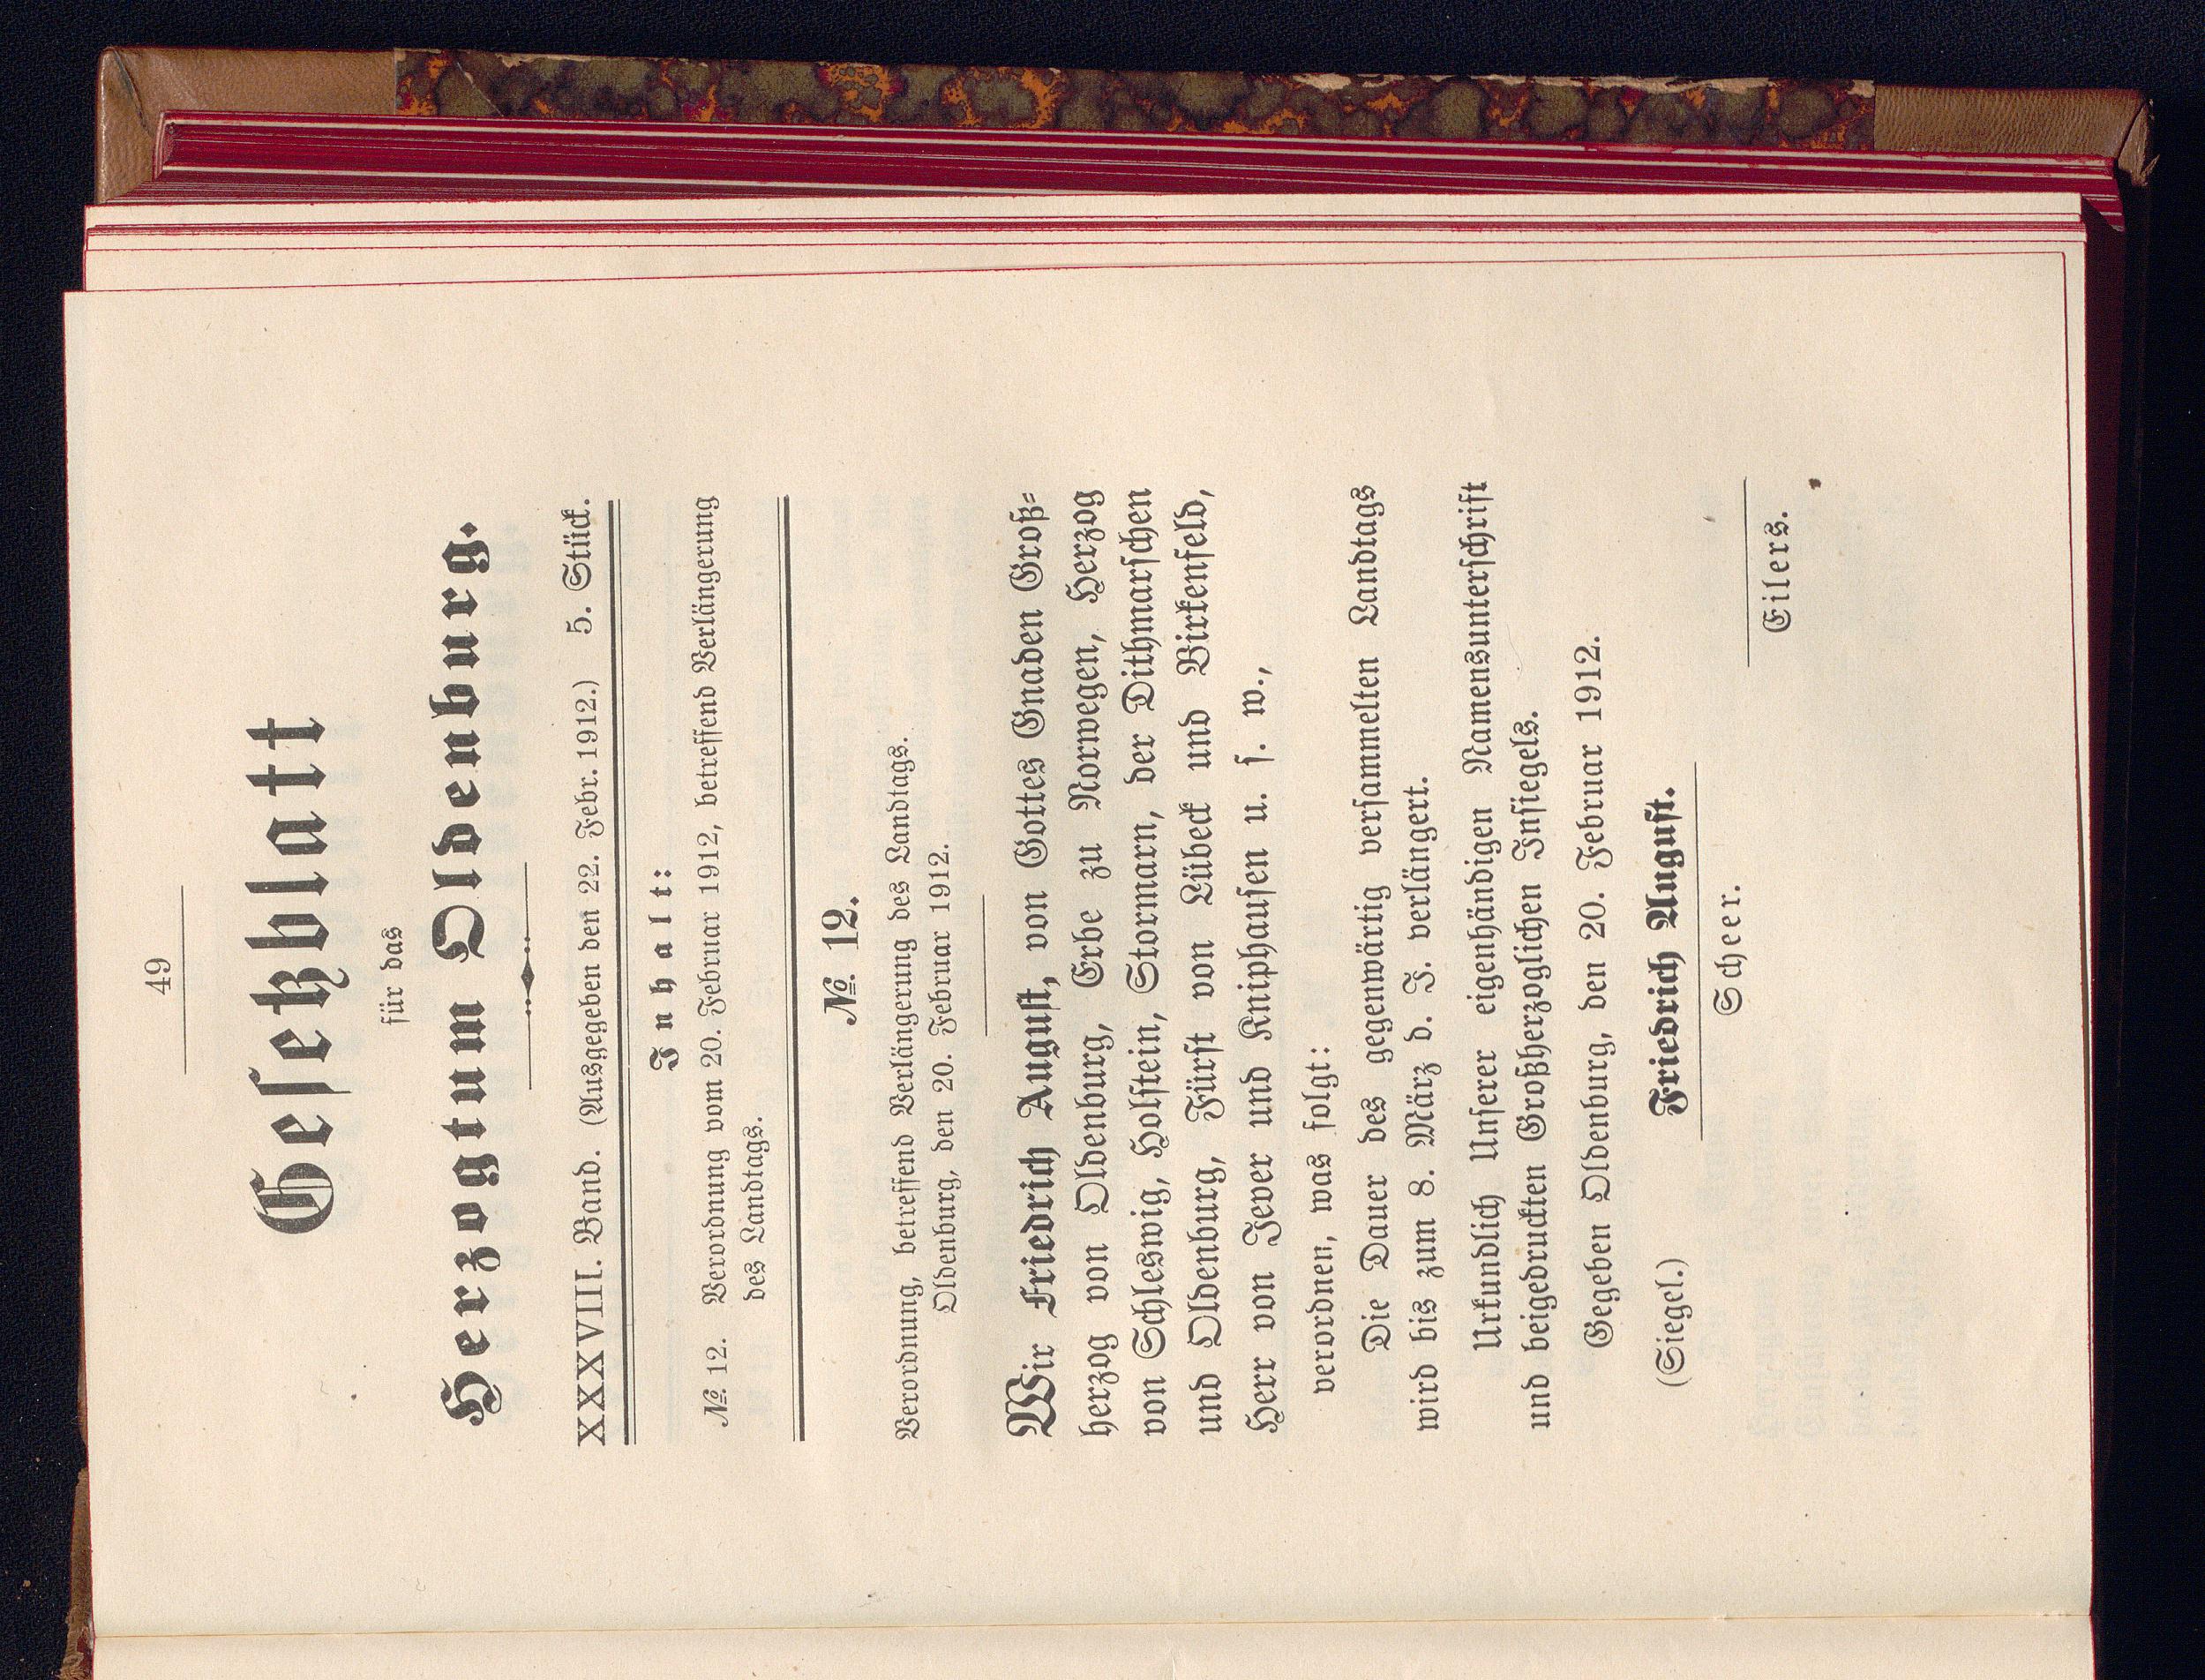 49
Gesetzblatt
für das
Herzogtum Oldenburg.
XXXVIII. Band. (Ausgegeben den 22. Febr. 1912.) 5. Stück.
Inhalt:
№ 12. Verordnung vom 20. Februar 1912, betreffend Verlängerung
des Landtags.
№ 12.
Verordnung, betreffend Verlängerung des Landtags.
Oldenburg, den 20. Februar 1912.
Wir Friedrich August, von Gottes Gnaden Groß-
herzog von Oldenburg, Erbe zu Norwegen, Herzog
von Schleswig, Holstein, Stormarn, der Dithmarschen
und Oldenburg, Fürst von Lübeck und Birkenfeld,
Herr von Jever und Kniphausen u. s. w.,
verordnen, was folgt:
Die Dauer des gegenwärtig versammelten Landtags
wird bis zum 8. März d. J. verlängert.
Urkundlich Unserer eigenhändigen Namensunterschrift
und beigedruckten Großherzoglichen Insiegels.
Gegeben Oldenburg, den 20. Februar 1912.
(Siegel.) Friedrich August.
Scheer.
Eilers.